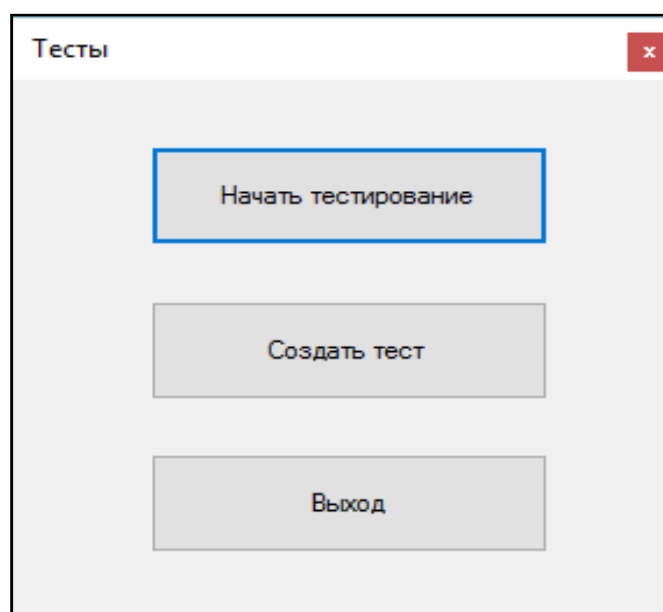 Тесты
x
Начать тестирование
Создать тест
Выход